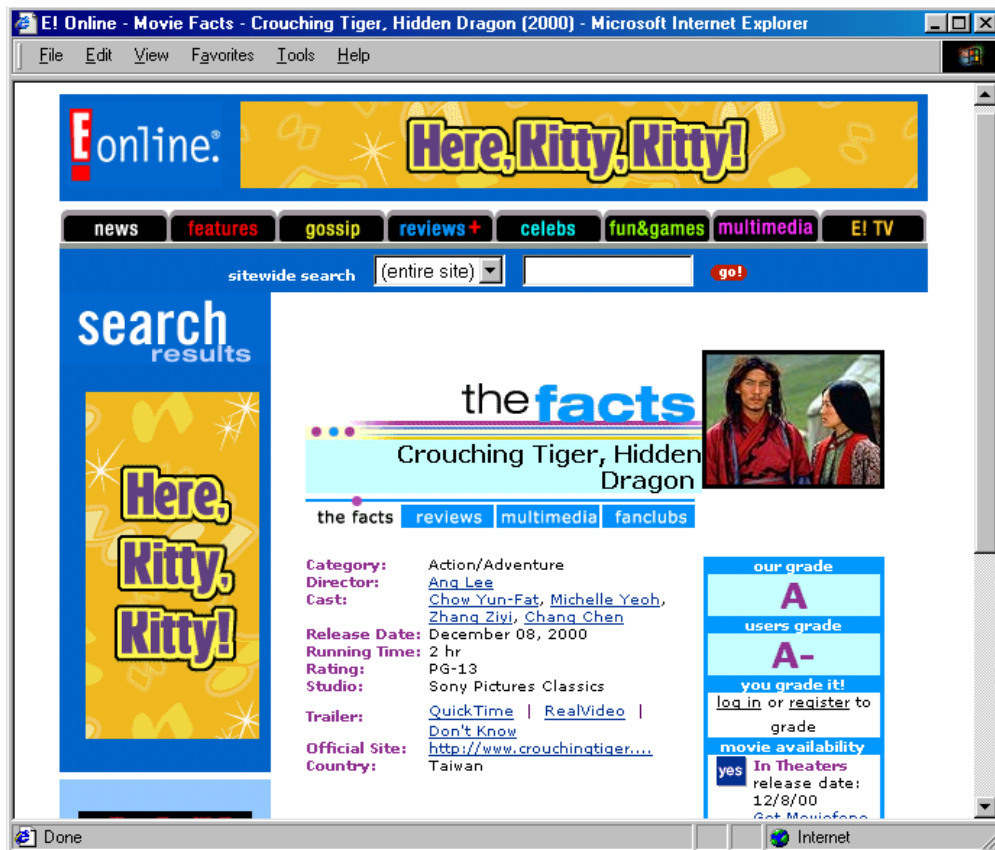 E! Online - Movie Facts - Crouching Tiger, Hidden Dragon (2000) - Microsoft Internet Explorer
File Edit View Favorites Tools Help
E! online.®
Here, Kitty, Kitty!
news features gossip reviews+ celebs fun&games multimedia E! TV
sitewide search (entire site) go!
search
results
Here,
Kitty,
Kitty!
the facts
Crouching Tiger, Hidden
Dragon
the facts reviews multimedia fanclubs
Category: Action/Adventure
Director: Ang Lee
Cast: Chow Yun-Fat, Michelle Yeoh,
Zhang Ziyi, Chang Chen
Release Date: December 08, 2000
Running Time: 2 hr
Rating: PG-13
Studio: Sony Pictures Classics
Trailer: QuickTime | RealVideo |
Don't Know
Official Site: http://www.crouchingtiger....
Country: Taiwan
our grade
A
users grade
A-
you grade it!
log in or register to
grade
movie availability
yes In Theaters
release date:
12/8/00
Get Moviefone
Done Internet